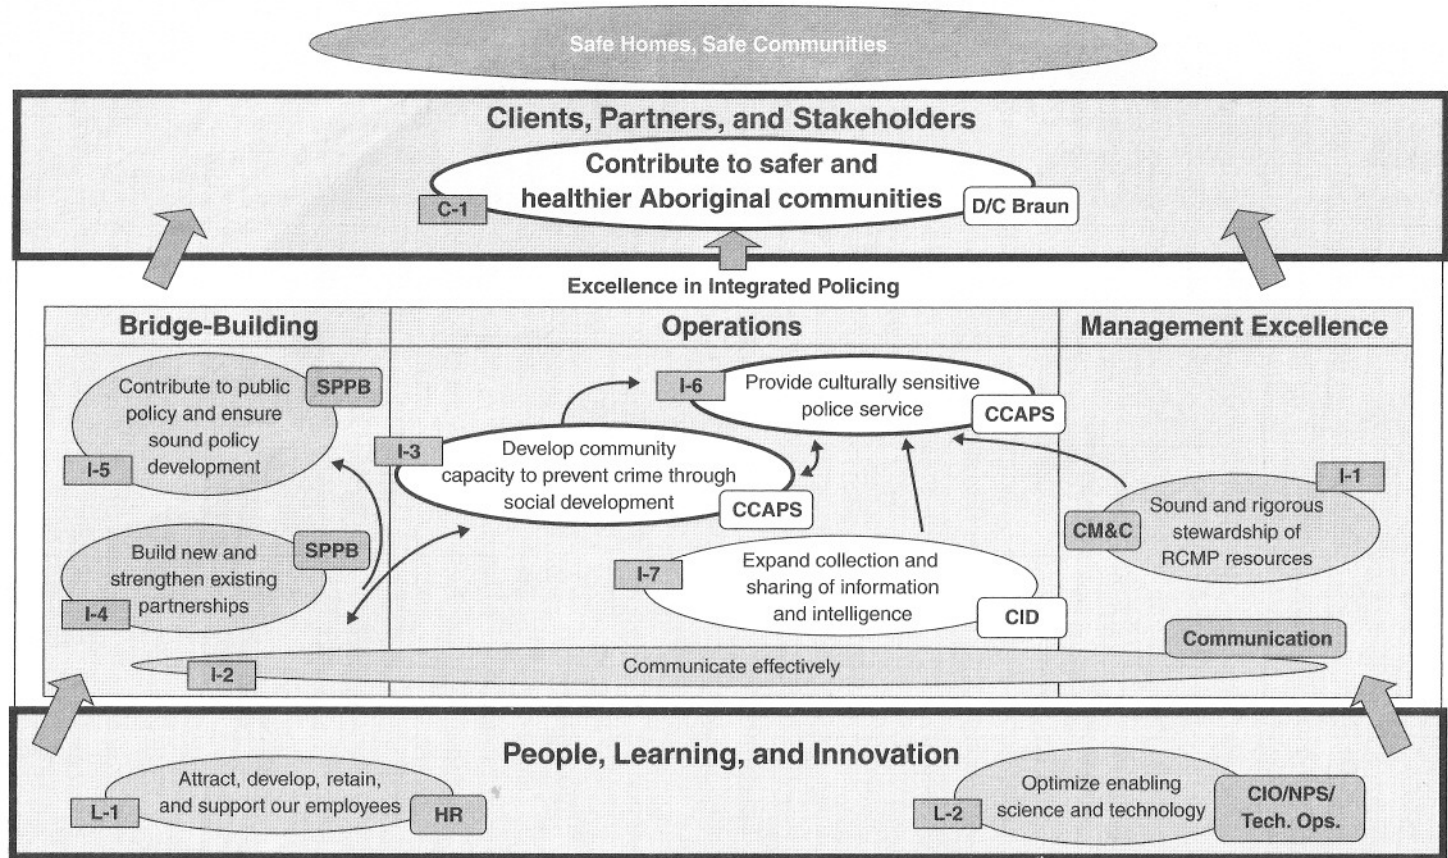 Safe Homes, Safe Communities
Clients, Partners, and Stakeholders
Contribute to safer and
healthier Aboriginal communities
C-1
D/C Braun
Excellence in Integrated Policing
Bridge-Building
Operations
Management Excellence
Contribute to public
policy and ensure
sound policy
development
SPPB
I-5
Build new and
strengthen existing
partnerships
SPPB
I-4
I-6
Provide culturally sensitive
police service
CCAPS
I-3
Develop community
capacity to prevent crime through
social development
CCAPS
I-7
Expand collection and
sharing of information
and intelligence
CID
I-1
Sound and rigorous
stewardship of
RCMP resources
CM&C
Communication
I-2
Communicate effectively
People, Learning, and Innovation
Attract, develop, retain,
and support our employees
L-1
HR
Optimize enabling
science and technology
L-2
CIO/NPS/
Tech. Ops.